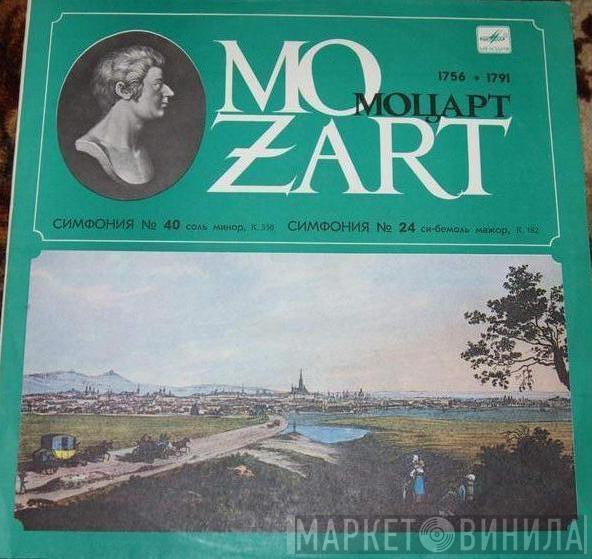 1756 + 1791
MO
МОЦАРТ
ZART
СИМФОНИЯ № 40 соль минор, К. 550 СИМФОНИЯ № 24 си-бемоль мажор, К. 182
МАРКЕТ ВИНИЛА